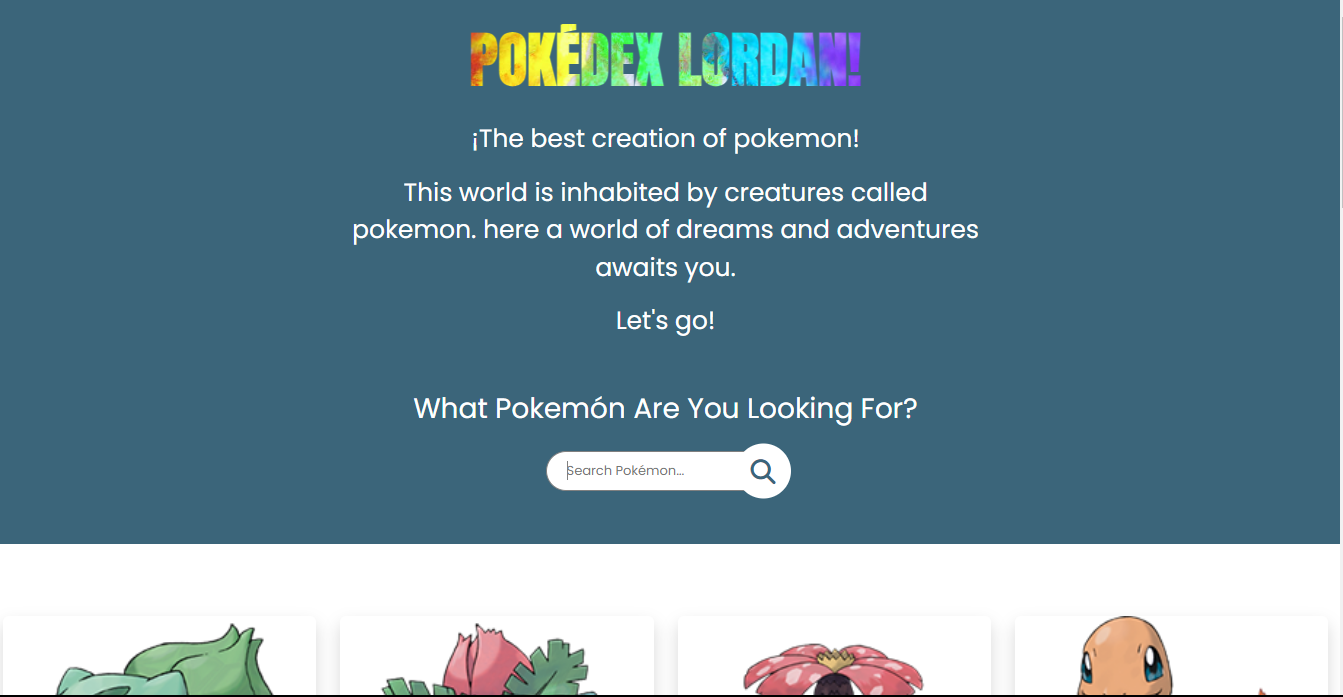 POKÉDEX LORDAN!
¡The best creation of pokemon!
This world is inhabited by creatures called
pokemon. here a world of dreams and adventures
awaits you.
Let's go!
What Pokemón Are You Looking For?
Search Pokémon...